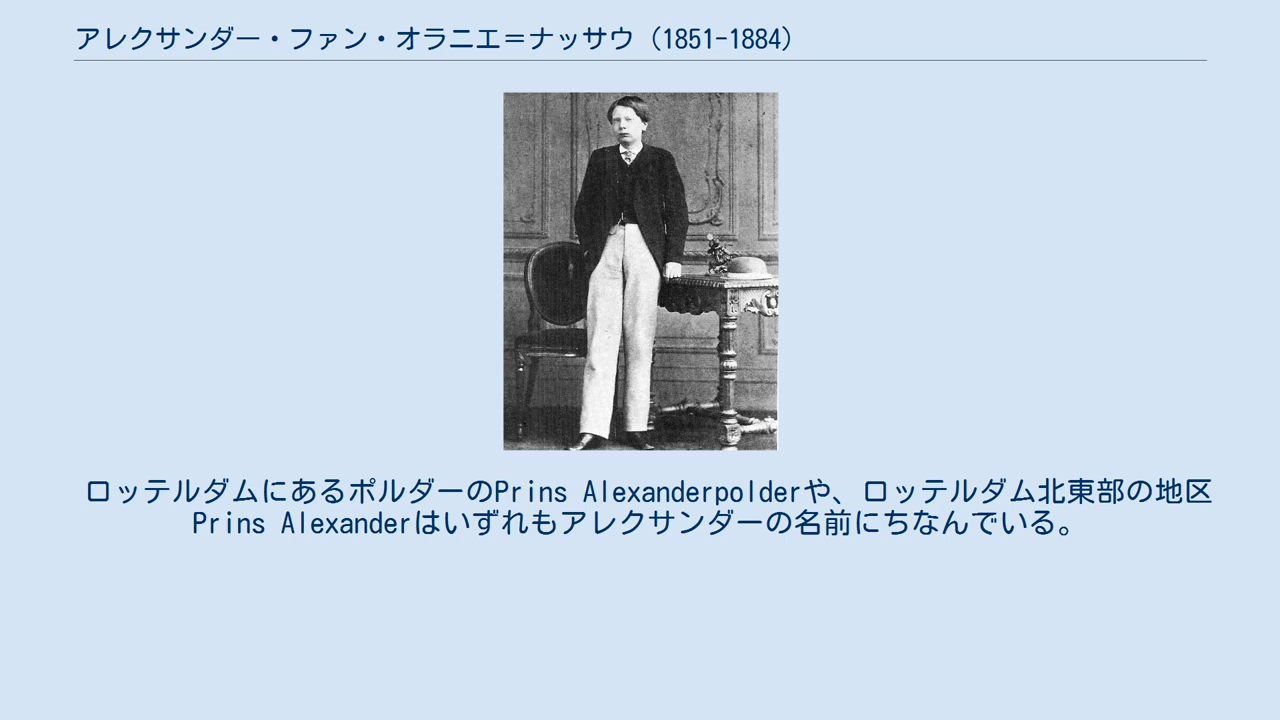 アレクサンダー・ファン・オラニエ＝ナッサウ（1851-1884）
ロッテルダムにあるポルダーのPrins Alexanderpolderや、ロッテルダム北東部の地区
Prins Alexanderはいずれもアレクサンダーの名前にちなんでいる。